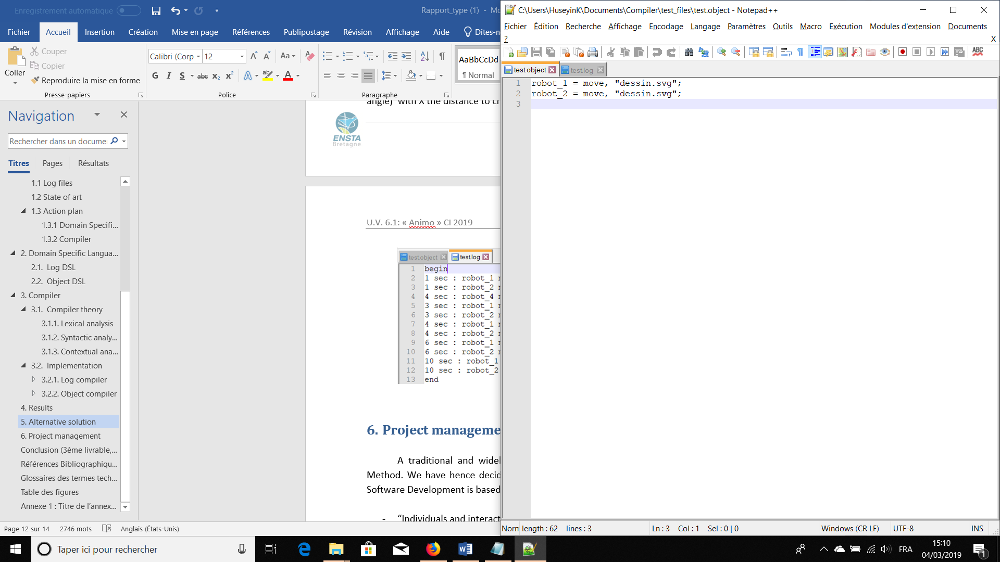 Enregistrement automatique
Rapport_type (1) - Mo
Fichier
Accueil
Insertion
Création
Mise en page
Références
Publipostage
Révision
Affichage
Aide
Dites-n
Coller
Couper
Copier
Reproduire la mise en forme
Presse-papiers
Calibri (Corp
12
Aa
G I S abc x₂ x² A ab A
Police
Paragraphe
AaBbCcDd
¶ Normal
Navigation
Rechercher dans un documen
Titres
Pages
Résultats
1.1 Log files
1.2 State of art
1.3 Action plan
1.3.1 Domain Specifi...
1.3.2 Compiler
2. Domain Specific Langua...
2.1. Log DSL
2.2. Object DSL
3. Compiler
3.1. Compiler theory
3.1.1. Lexical analysis
3.1.2. Syntactic analy...
3.1.3. Contextual ana...
3.2. Implementation
3.2.1. Log compiler
3.2.2. Object compiler
4. Results
5. Alternative solution
6. Project management
Conclusion (3ème livrable,...
Références Bibliographiqu...
Glossaires des termes tech...
Table des figures
Annexe 1 : Titre de l'annex...
angle) with X the distance to cr
ENSTA
Bretagne
U.V. 6.1: « Animo » CI 2019
test.object
test.log
1 begin
2 1 sec : robot_1
3 1 sec : robot_2
4 4 sec : robot_4
5 3 sec : robot_1
6 3 sec : robot_2
7 4 sec : robot_1
8 4 sec : robot_2
9 6 sec : robot_1
10 6 sec : robot_2
11 10 sec : robot_1
12 10 sec : robot_2
13 end
6. Project manageme
A traditional and widel
Method. We have hence decid
Software Development is based
- “Individuals and interact
Page 12 sur 14
2746 mots
Anglais (États-Unis)
C:\Users\HuseyinK\Documents\Compiler\test_files\test.object - Notepad++
Fichier Édition Recherche Affichage Encodage Langage Paramètres Outils Macro Exécution Modules d'extension Documents
?
X
ABC
test.object
test.log
1 robot_1 = move, "dessin.svg";
2 robot_2 = move, "dessin.svg";
3
Norm length : 62 lines : 3
Ln : 3 Col : 1 Sel : 0 | 0
Windows (CR LF)
UTF-8
INS
Taper ici pour rechercher
FRA
15:10
04/03/2019
1